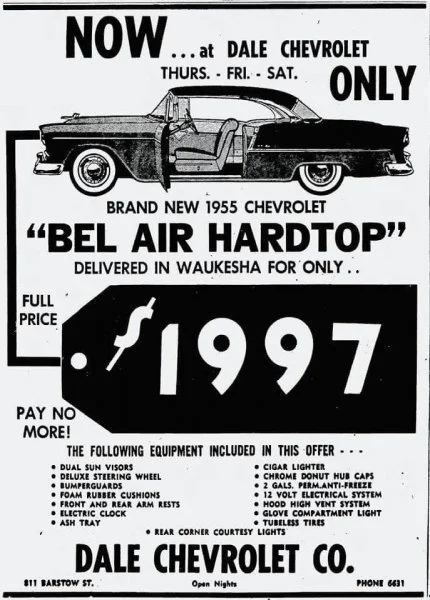 NOW ...at DALE CHEVROLET
THURS. - FRI. - SAT.
ONLY
BRAND NEW 1955 CHEVROLET
"BEL AIR HARDTOP"
DELIVERED IN WAUKESHA FOR ONLY . .
FULL
PRICE
$1997
PAY NO
MORE!
THE FOLLOWING EQUIPMENT INCLUDED IN THIS OFFER - - -
• DUAL SUN VISORS
• DELUXE STEERING WHEEL
• BUMPERGUARDS
• FOAM RUBBER CUSHIONS
• FRONT AND REAR ARM RESTS
• ELECTRIC CLOCK
• ASH TRAY
• CIGAR LIGHTER
• CHROME DONUT HUB CAPS
• 2 GALS. PERM.ANTI-FREEZE
• 12 VOLT ELECTRICAL SYSTEM
• HOOD HIGH VENT SYSTEM
• GLOVE COMPARTMENT LIGHT
• TUBELESS TIRES
• REAR CORNER COURTESY LIGHTS
DALE CHEVROLET CO.
811 BARSTOW ST. Open Nights PHONE 6631